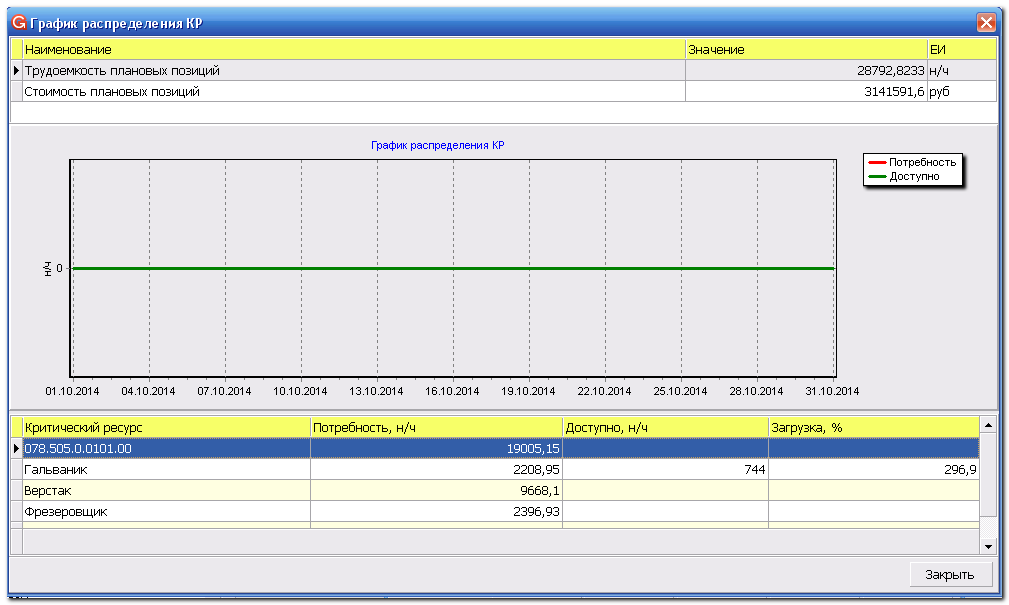 График распределения КР
Наименование Значение ЕИ
Трудоемкость плановых позиций 28792,8233 н/ч
Стоимость плановых позиций 3141591,6 руб
График распределения КР
Потребность
Доступно
н/ч 0
01.10.2014 04.10.2014 07.10.2014 10.10.2014 13.10.2014 16.10.2014 19.10.2014 22.10.2014 25.10.2014 28.10.2014 31.10.2014
Критический ресурс Потребность, н/ч Доступно, н/ч Загрузка, %
078.505.0.0101.00 19005,15
Гальваник 2208,95 744 296,9
Верстак 9668,1
Фрезеровщик 2396,93
Закрыть